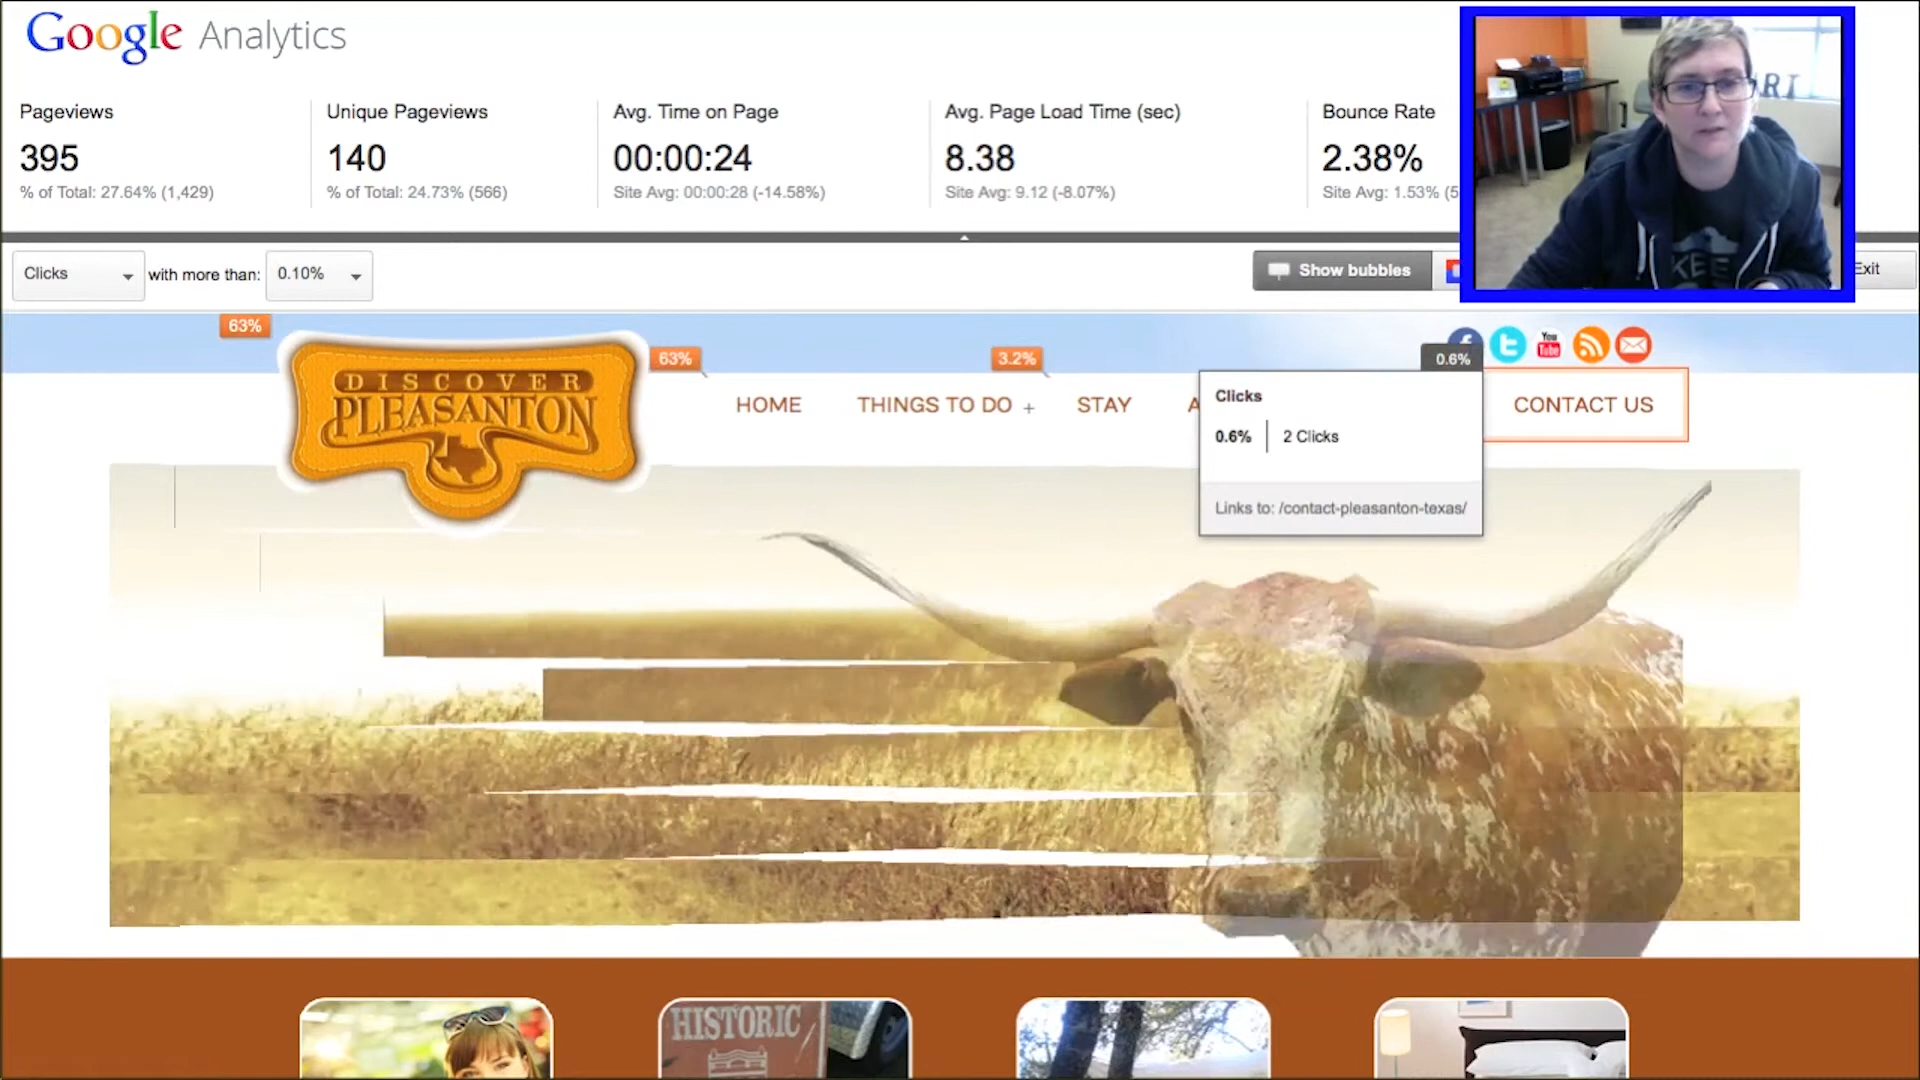 Google Analytics
Pageviews
395
% of Total: 27.64% (1,429)
Unique Pageviews
140
% of Total: 24.73% (566)
Avg. Time on Page
00:00:24
Site Avg: 00:00:28 (-14.58%)
Avg. Page Load Time (sec)
8.38
Site Avg: 9.12 (-8.07%)
Bounce Rate
2.38%
Site Avg: 1.53% (5
Clicks
with more than:
0.10%
Show bubbles
Exit
63%
63%
3.2%
0.6%
You
Tube
DISCOVER
PLEASANTON
HOME
THINGS TO DO +
STAY
A
CONTACT US
Clicks
0.6%
2 Clicks
Links to: /contact-pleasanton-texas/
HISTORIC